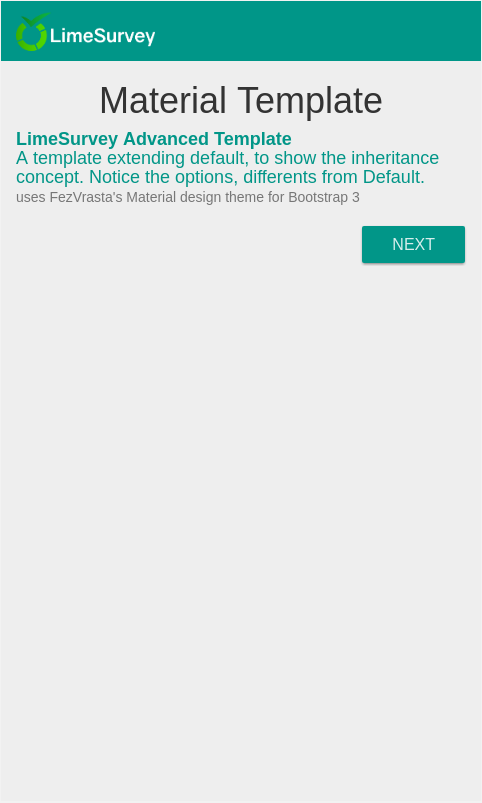 LimeSurvey
Material Template
LimeSurvey Advanced Template
A template extending default, to show the inheritance
concept. Notice the options, differents from Default.
uses FezVrasta's Material design theme for Bootstrap 3
NEXT